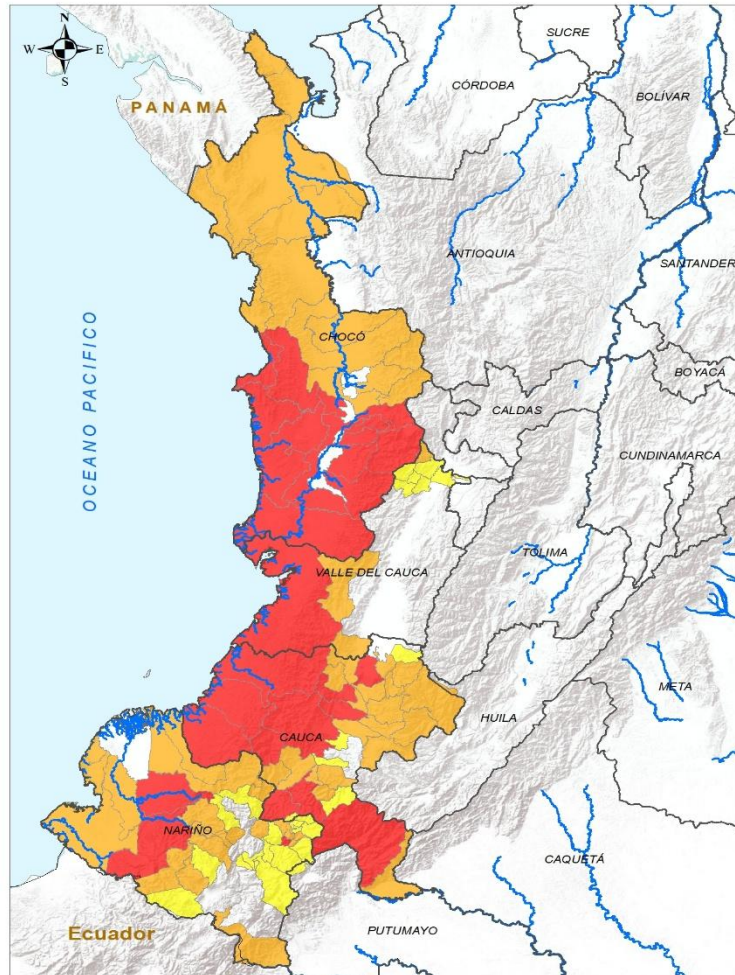 N
W E
S
PANAMÁ
SUCRE
CÓRDOBA
BOLÍVAR
ANTIOQUIA
SANTANDER
OCEANO PACIFICO
CHOCÓ
BOYACÁ
CALDAS
CUNDINAMARCA
TOLIMA
VALLE DEL CAUCA
META
HUILA
CAUCA
NARIÑO
CAQUETÁ
Ecuador
PUTUMAYO